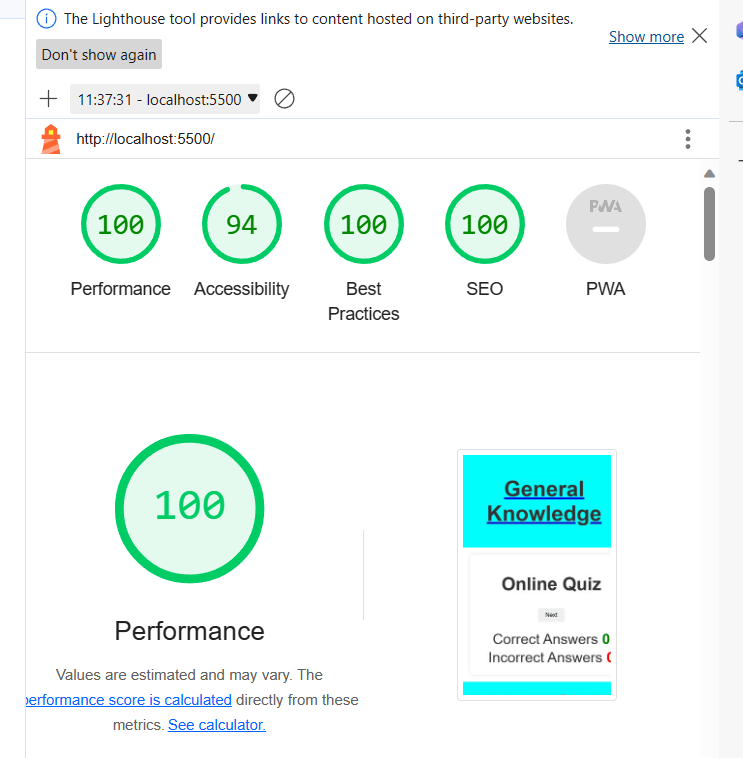 The Lighthouse tool provides links to content hosted on third-party websites.
Show more
Don't show again
11:37:31 - localhost:5500
http://localhost:5500/
100
94
100
100
PWA
Performance
Accessibility
Best
Practices
SEO
PWA
100
Performance
Values are estimated and may vary. The
performance score is calculated directly from these
metrics. See calculator.
General
Knowledge
Online Quiz
Next
Correct Answers 0
Incorrect Answers 0